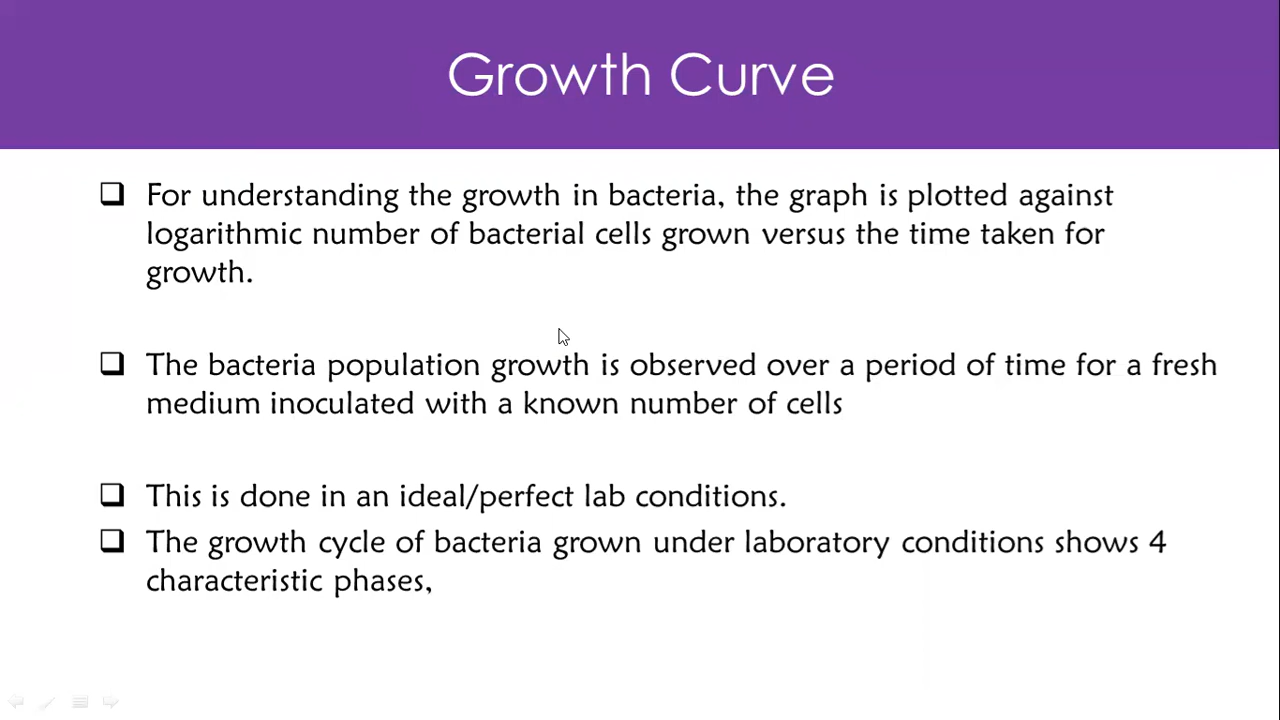 Growth Curve
For understanding the growth in bacteria, the graph is plotted against
logarithmic number of bacterial cells grown versus the time taken for
growth.
The bacteria population growth is observed over a period of time for a fresh
medium inoculated with a known number of cells
This is done in an ideal/perfect lab conditions.
The growth cycle of bacteria grown under laboratory conditions shows 4
characteristic phases,